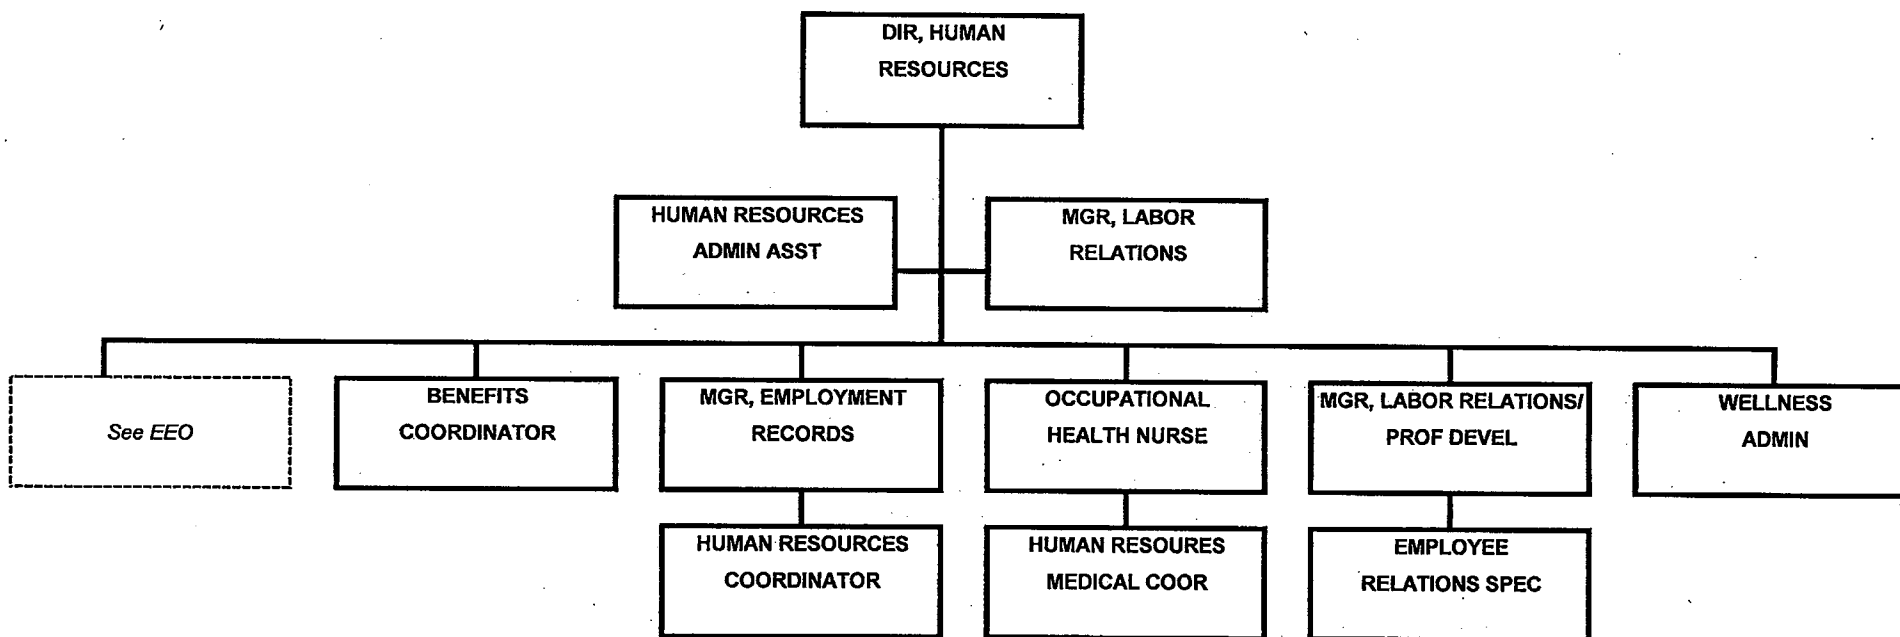 DIR, HUMAN
RESOURCES
HUMAN RESOURCES
ADMIN ASST
MGR, LABOR
RELATIONS
See EEO
BENEFITS
COORDINATOR
MGR, EMPLOYMENT
RECORDS
OCCUPATIONAL
HEALTH NURSE
MGR, LABOR RELATIONS/
PROF DEVEL
WELLNESS
ADMIN
HUMAN RESOURCES
COORDINATOR
HUMAN RESOURES
MEDICAL COOR
EMPLOYEE
RELATIONS SPEC